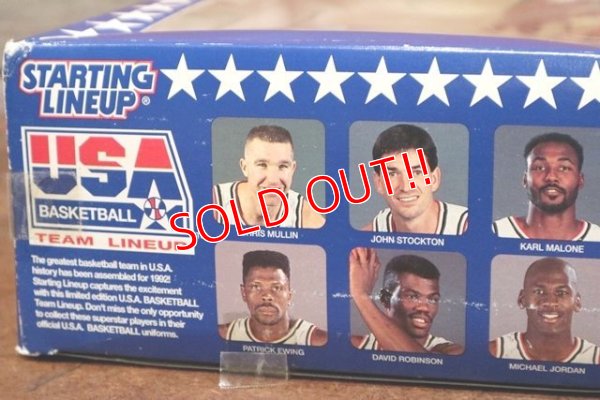 STARTING
LINEUP®
USA
BASKETBALL
TEAM LINEUP
The greatest basketball team in U.S.A.
history has been assembled for 1992!
Starting Lineup captures the excitement
with this limited edition U.S.A. BASKETBALL
Team Lineup. Don't miss the only opportunity
to collect these superstar players in their
official U.S.A. BASKETBALL uniforms.
CHRIS MULLIN
JOHN STOCKTON
KARL MALONE
PATRICK EWING
DAVID ROBINSON
MICHAEL JORDAN
SOLD OUT!!